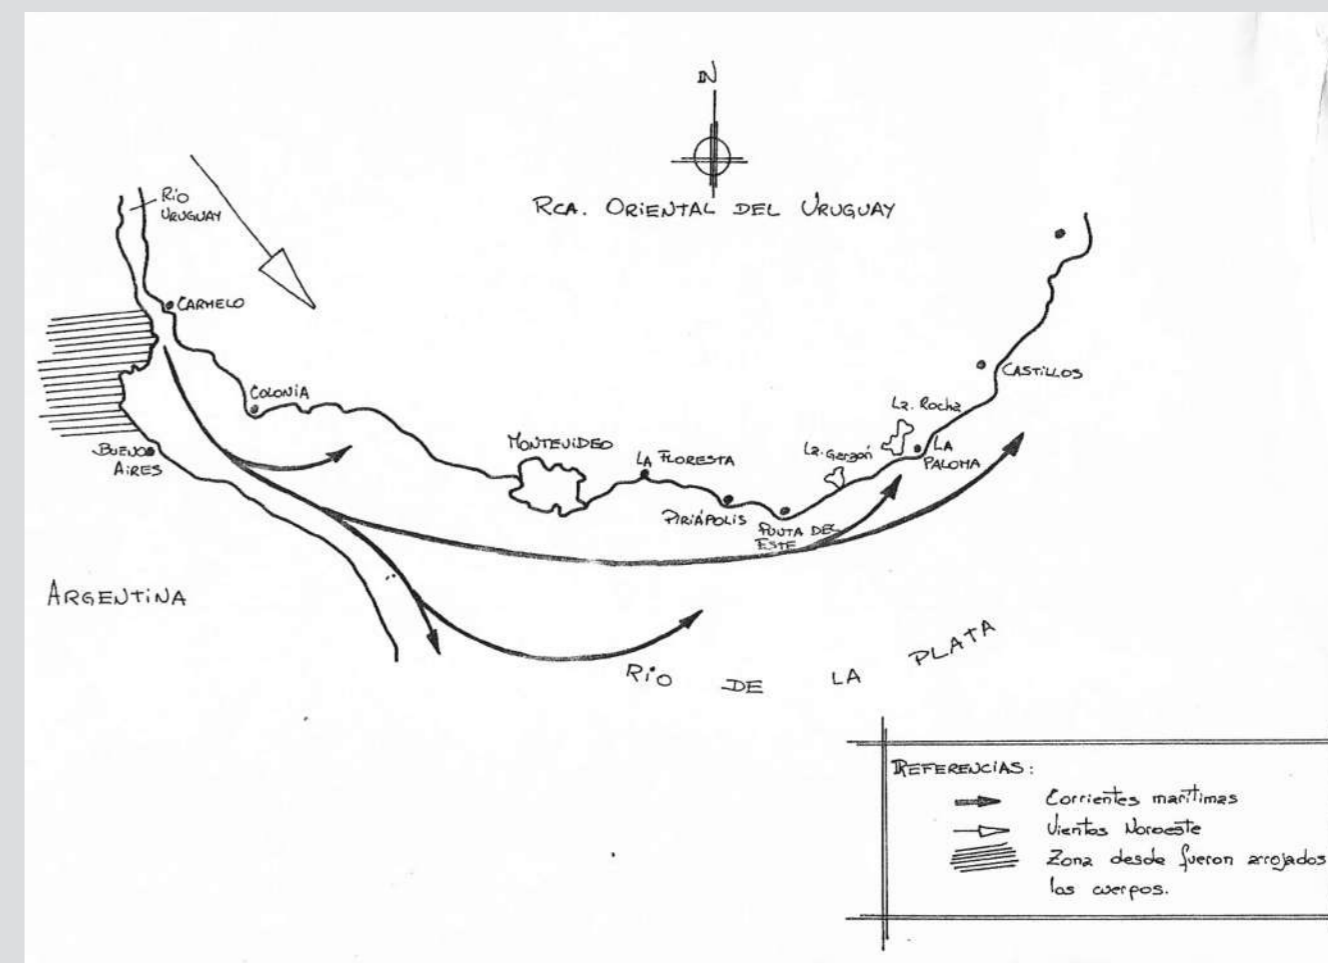 N
RCA. ORIENTAL DEL URUGUAY
RÍO
URUGUAY
CARMELO
COLONIA
BUENOS
AIRES
MONTEVIDEO
LA FLORESTA
PIRIÁPOLIS
PUNTA DEL
ESTE
La. Garzón
La. Rocha
LA
PALOMA
CASTILLOS
ARGENTINA
RÍO DE LA PLATA
REFERENCIAS:
Corrientes marítimas
Vientos Noroeste
Zona desde fueron arrojados
los cuerpos.